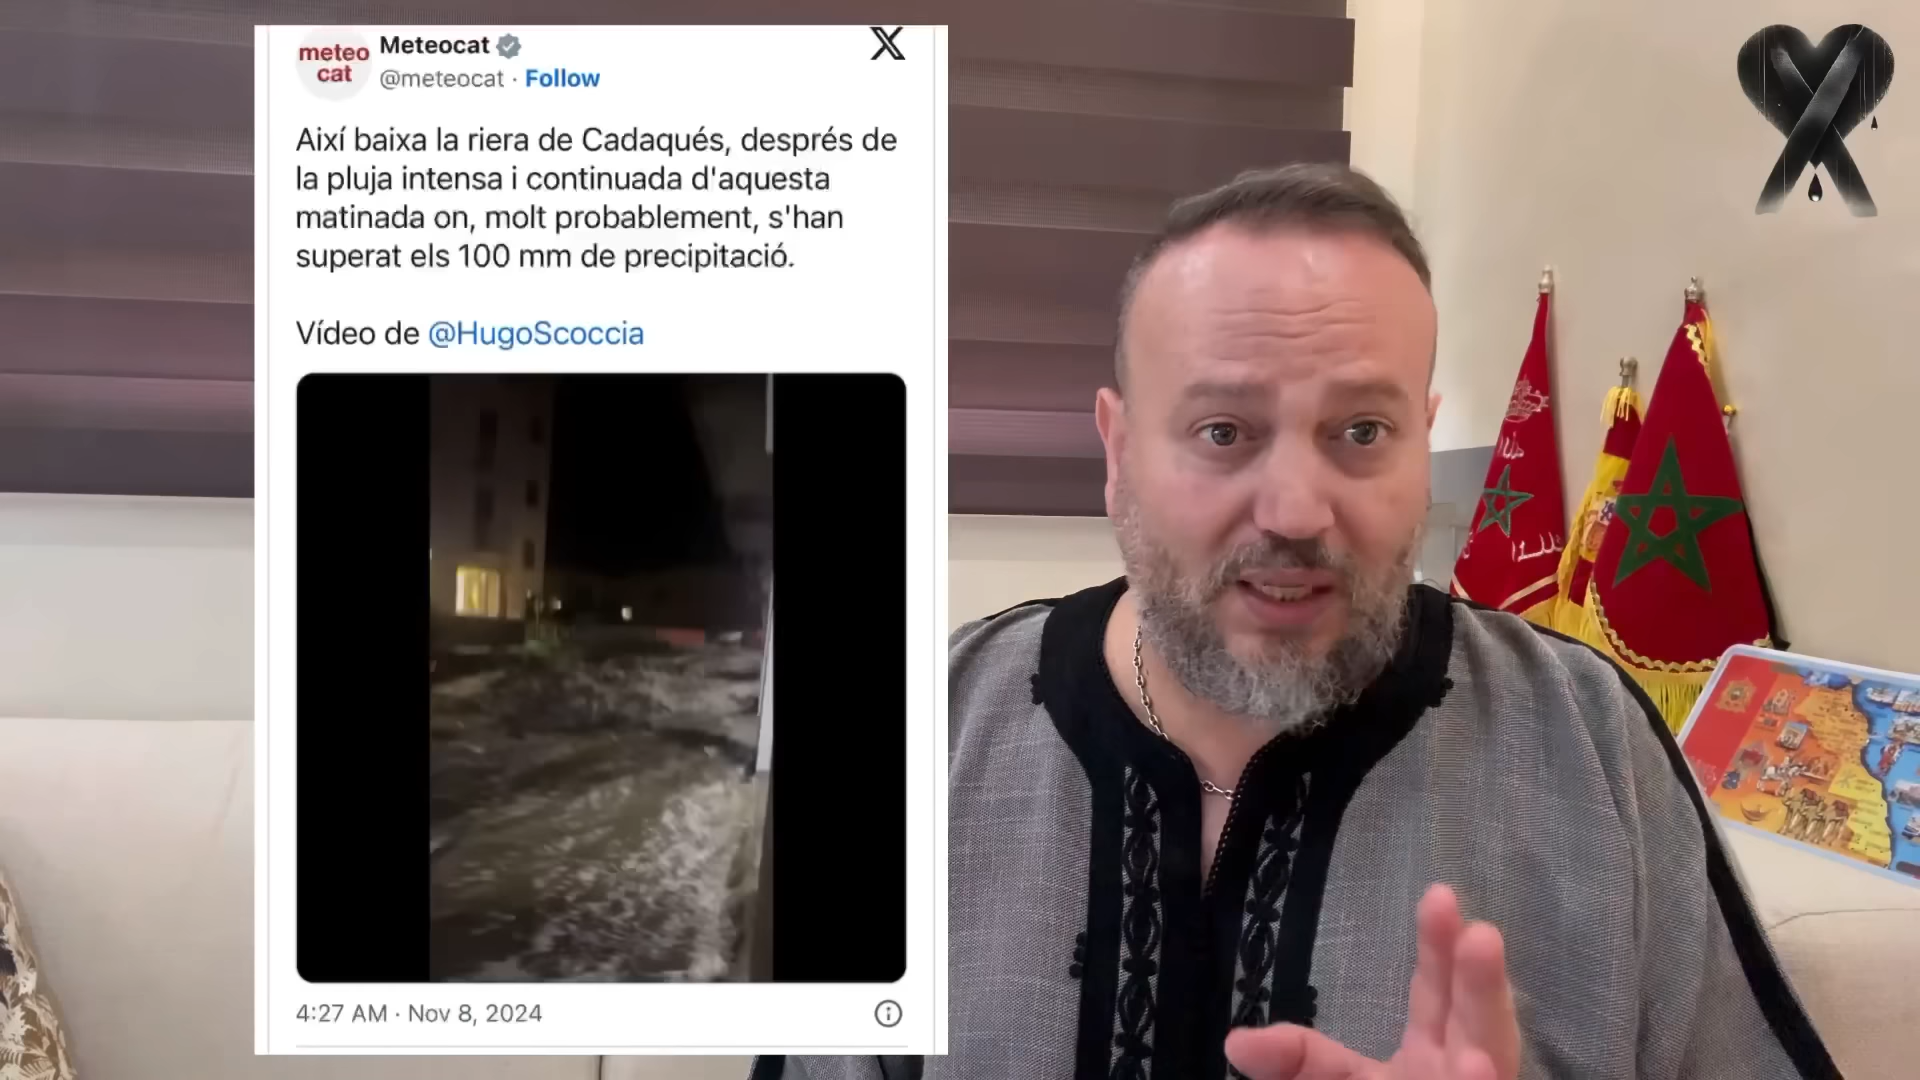 meteo
cat
Meteocat
@meteocat · Follow
Així baixa la riera de Cadaqués, després de
la pluja intensa i continuada d'aquesta
matinada on, molt probablement, s'han
superat els 100 mm de precipitació.
Vídeo de @HugoScoccia
4:27 AM · Nov 8, 2024